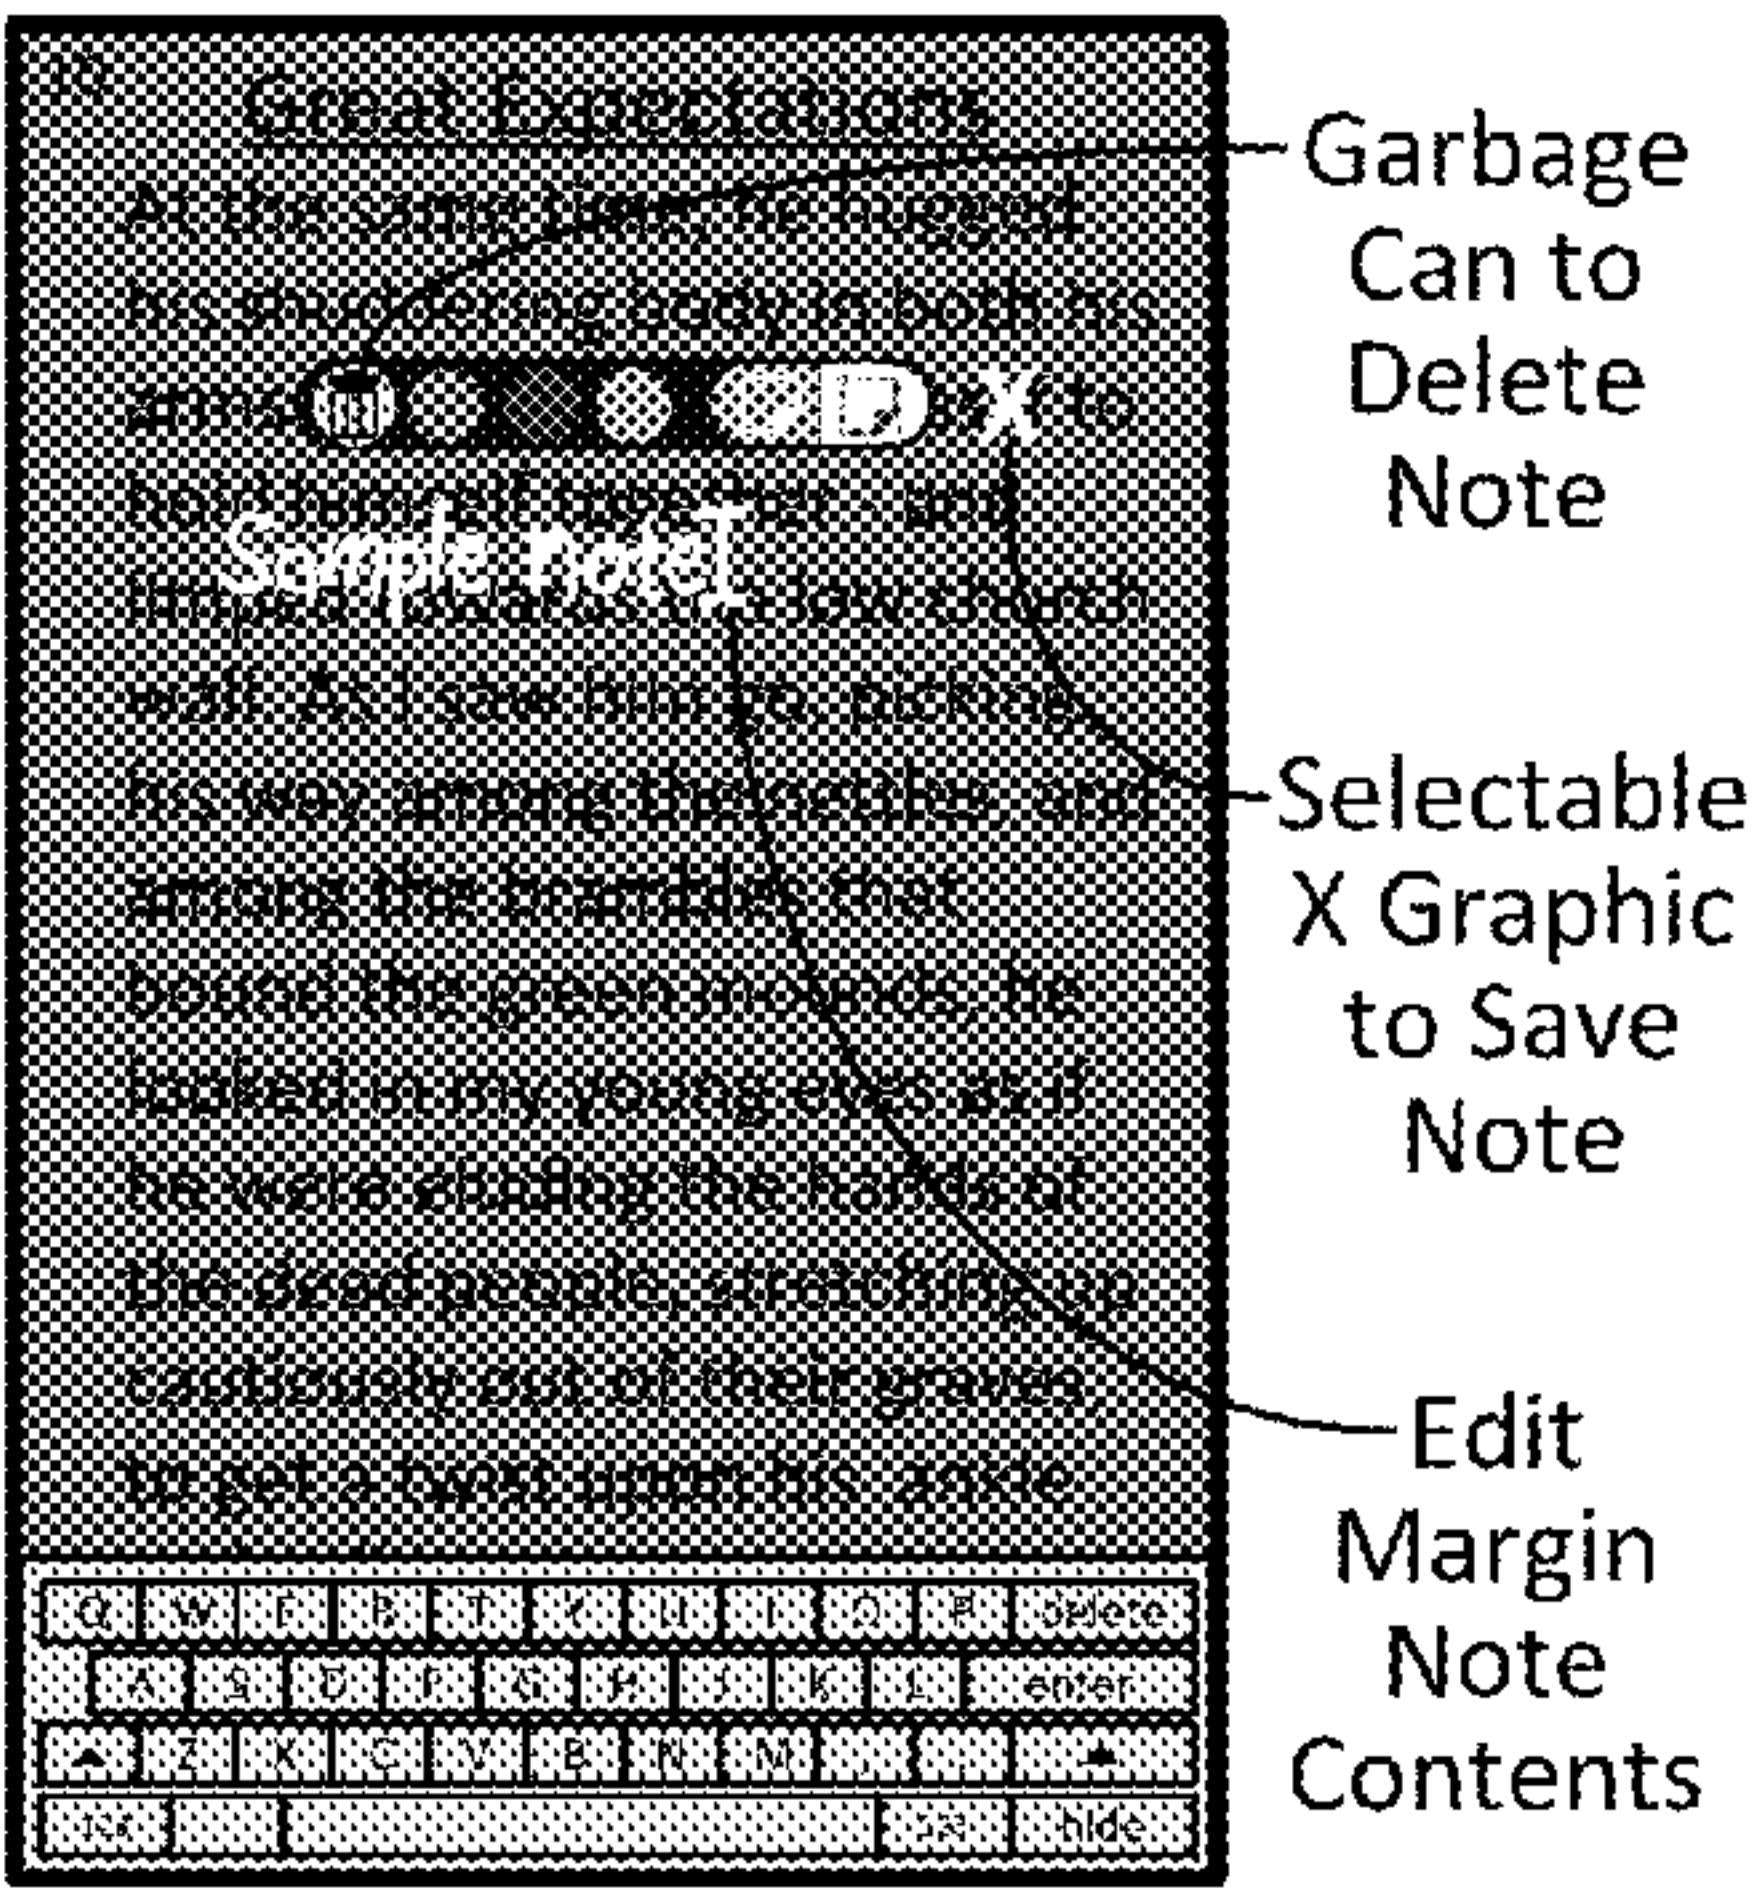 Great Expectations
At the same time, he hugged
his shuddering body in both his
arms
X
to
hold himself together - and
Sample note
limped towards the low church
wall. As I saw him go, picking
his way among the nettles, and
among the brambles that
bound the green mounds, he
looked in my young eyes as if
he were eluding the hands of
the dead people, stretching up
cautiously out of their graves,
to get a twist upon his ankle
Q W E R T Y U I O P delete
A S D F G H J K L enter
Z X C V B N M , .
hide
Garbage
Can to
Delete
Note
Selectable
X Graphic
to Save
Note
Edit
Margin
Note
Contents